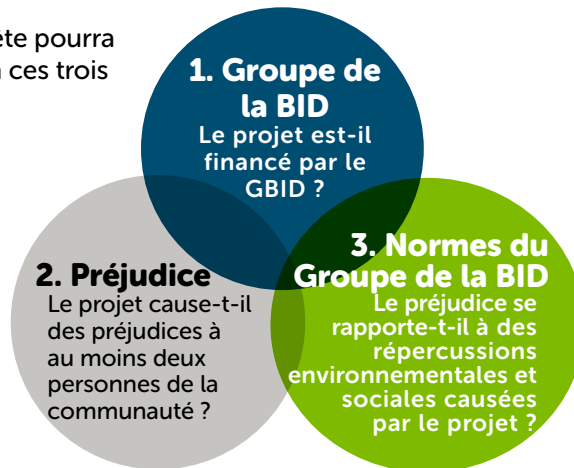 ête pourra
ces trois
1. Groupe de
la BID
Le projet est-il
financé par le
GBID ?
2. Préjudice
Le projet cause-t-il
des préjudices à
au moins deux
personnes de la
communauté ?
3. Normes du
Groupe de la BID
Le préjudice se
rapporte-t-il à des
répercussions
environnementales et
sociales causées
par le projet ?